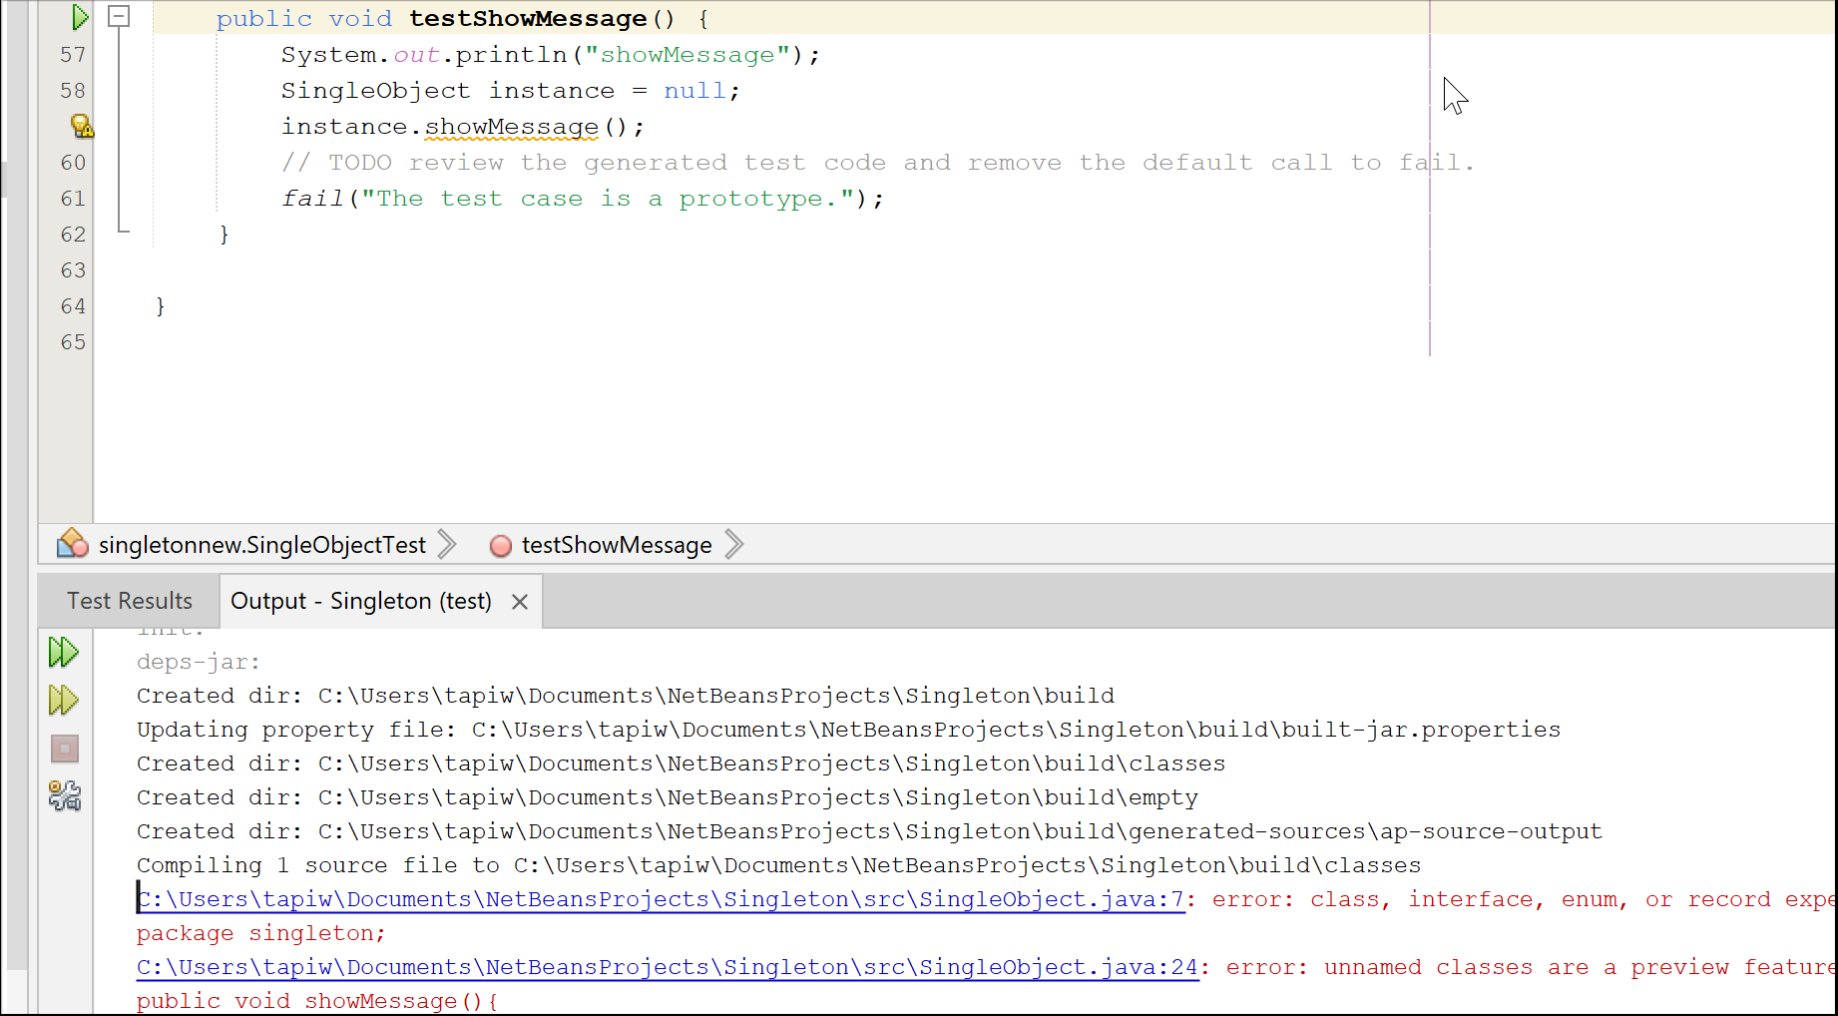 public void testShowMessage() {
57 System.out.println("showMessage");
58 SingleObject instance = null;
instance.showMessage();
60 // TODO review the generated test code and remove the default call to fail.
61 fail("The test case is a prototype.");
62 }
63
64 }
65
singletonnew.SingleObjectTest testShowMessage
Test Results Output - Singleton (test)
init:
deps-jar:
Created dir: C:\Users\tapiw\Documents\NetBeansProjects\Singleton\build
Updating property file: C:\Users\tapiw\Documents\NetBeansProjects\Singleton\build\built-jar.properties
Created dir: C:\Users\tapiw\Documents\NetBeansProjects\Singleton\build\classes
Created dir: C:\Users\tapiw\Documents\NetBeansProjects\Singleton\build\empty
Created dir: C:\Users\tapiw\Documents\NetBeansProjects\Singleton\build\generated-sources\ap-source-output
Compiling 1 source file to C:\Users\tapiw\Documents\NetBeansProjects\Singleton\build\classes
C:\Users\tapiw\Documents\NetBeansProjects\Singleton\src\SingleObject.java:7: error: class, interface, enum, or record expe
package singleton;
C:\Users\tapiw\Documents\NetBeansProjects\Singleton\src\SingleObject.java:24: error: unnamed classes are a preview feature
public void showMessage(){